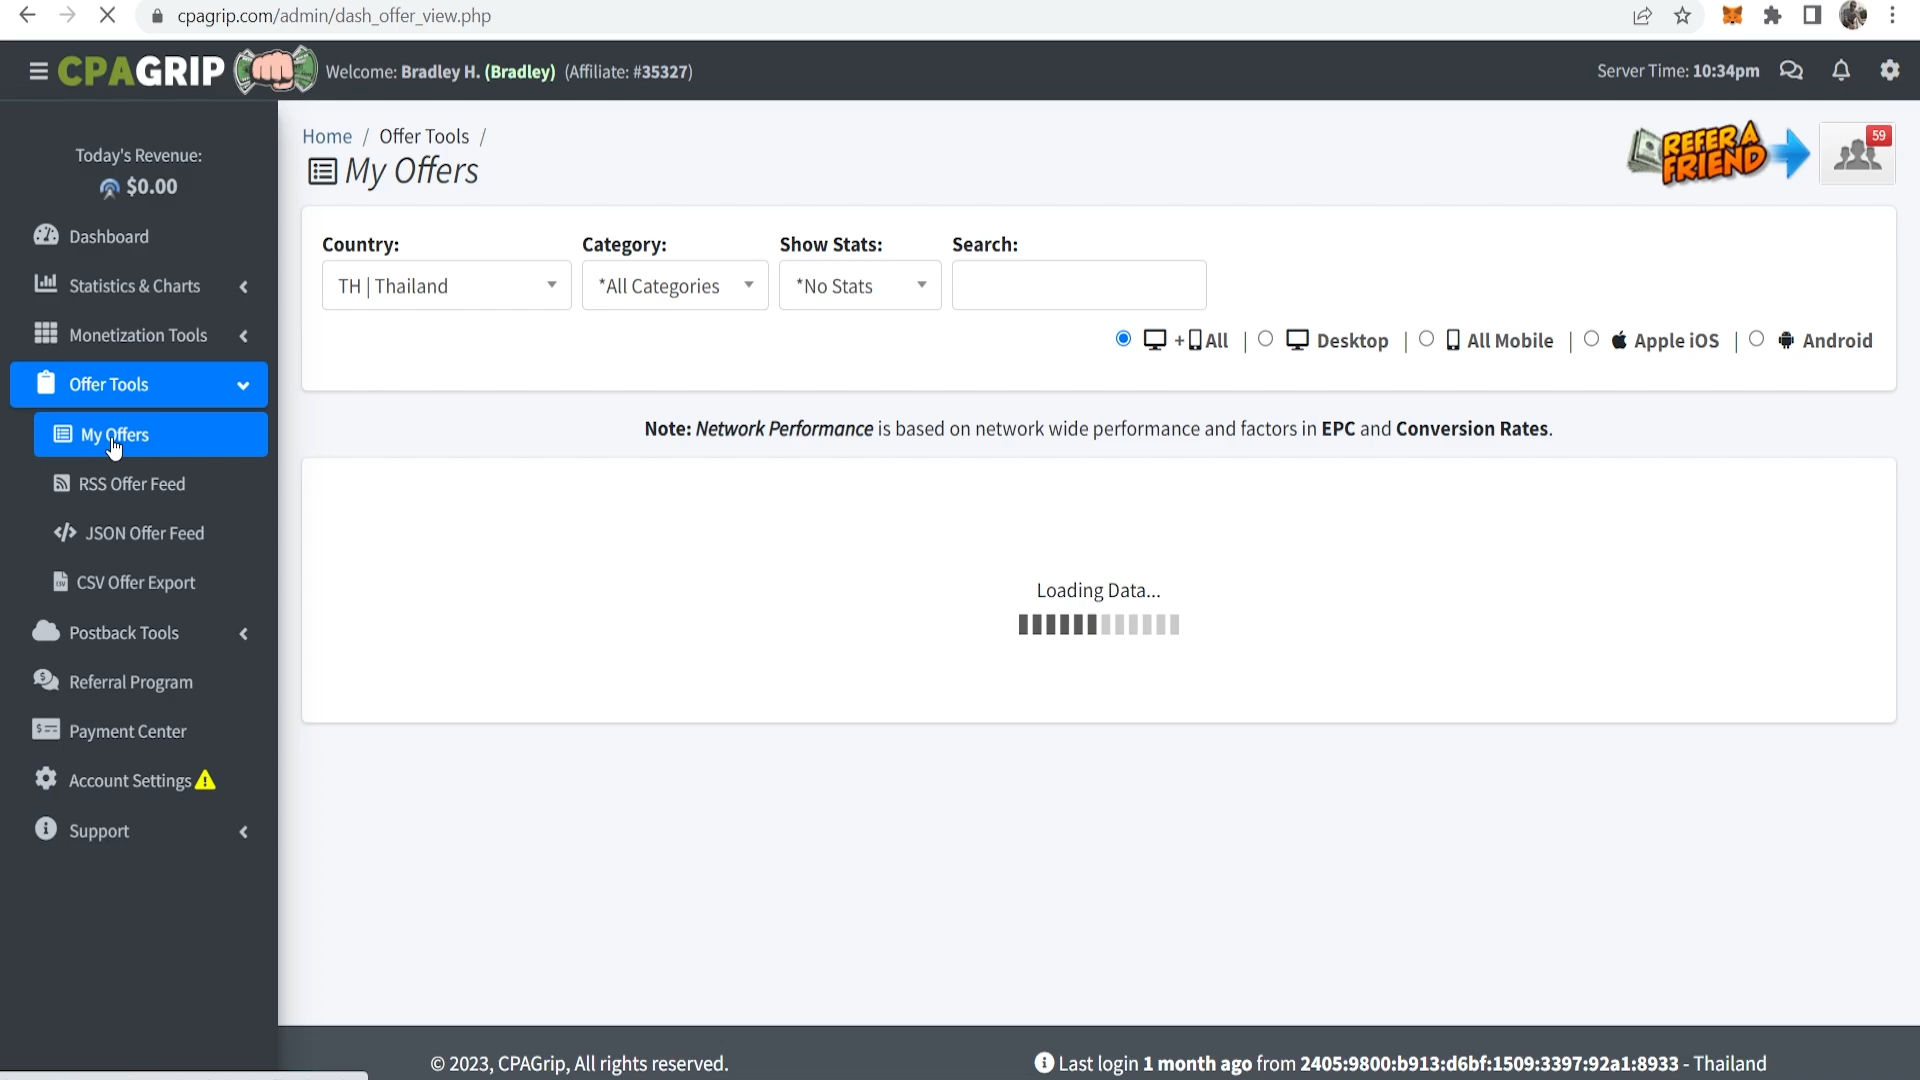 cpagrip.com/admin/dash_offer_view.php
CPAGRIP Welcome: Bradley H. (Bradley) (Affiliate: #35327) Server Time: 10:34pm
Today's Revenue:
$0.00
Dashboard
Statistics & Charts
Monetization Tools
Offer Tools
My Offers
RSS Offer Feed
JSON Offer Feed
CSV Offer Export
Postback Tools
Referral Program
Payment Center
Account Settings
Support
Home / Offer Tools /
My Offers
REFER A
FRIEND
59
Country: Category: Show Stats: Search:
TH | Thailand *All Categories *No Stats
+ All | Desktop | All Mobile | Apple iOS | Android
Note: Network Performance is based on network wide performance and factors in EPC and Conversion Rates.
Loading Data...
© 2023, CPAGrip, All rights reserved. Last login 1 month ago from 2405:9800:b913:d6bf:1509:3397:92a1:8933 - Thailand